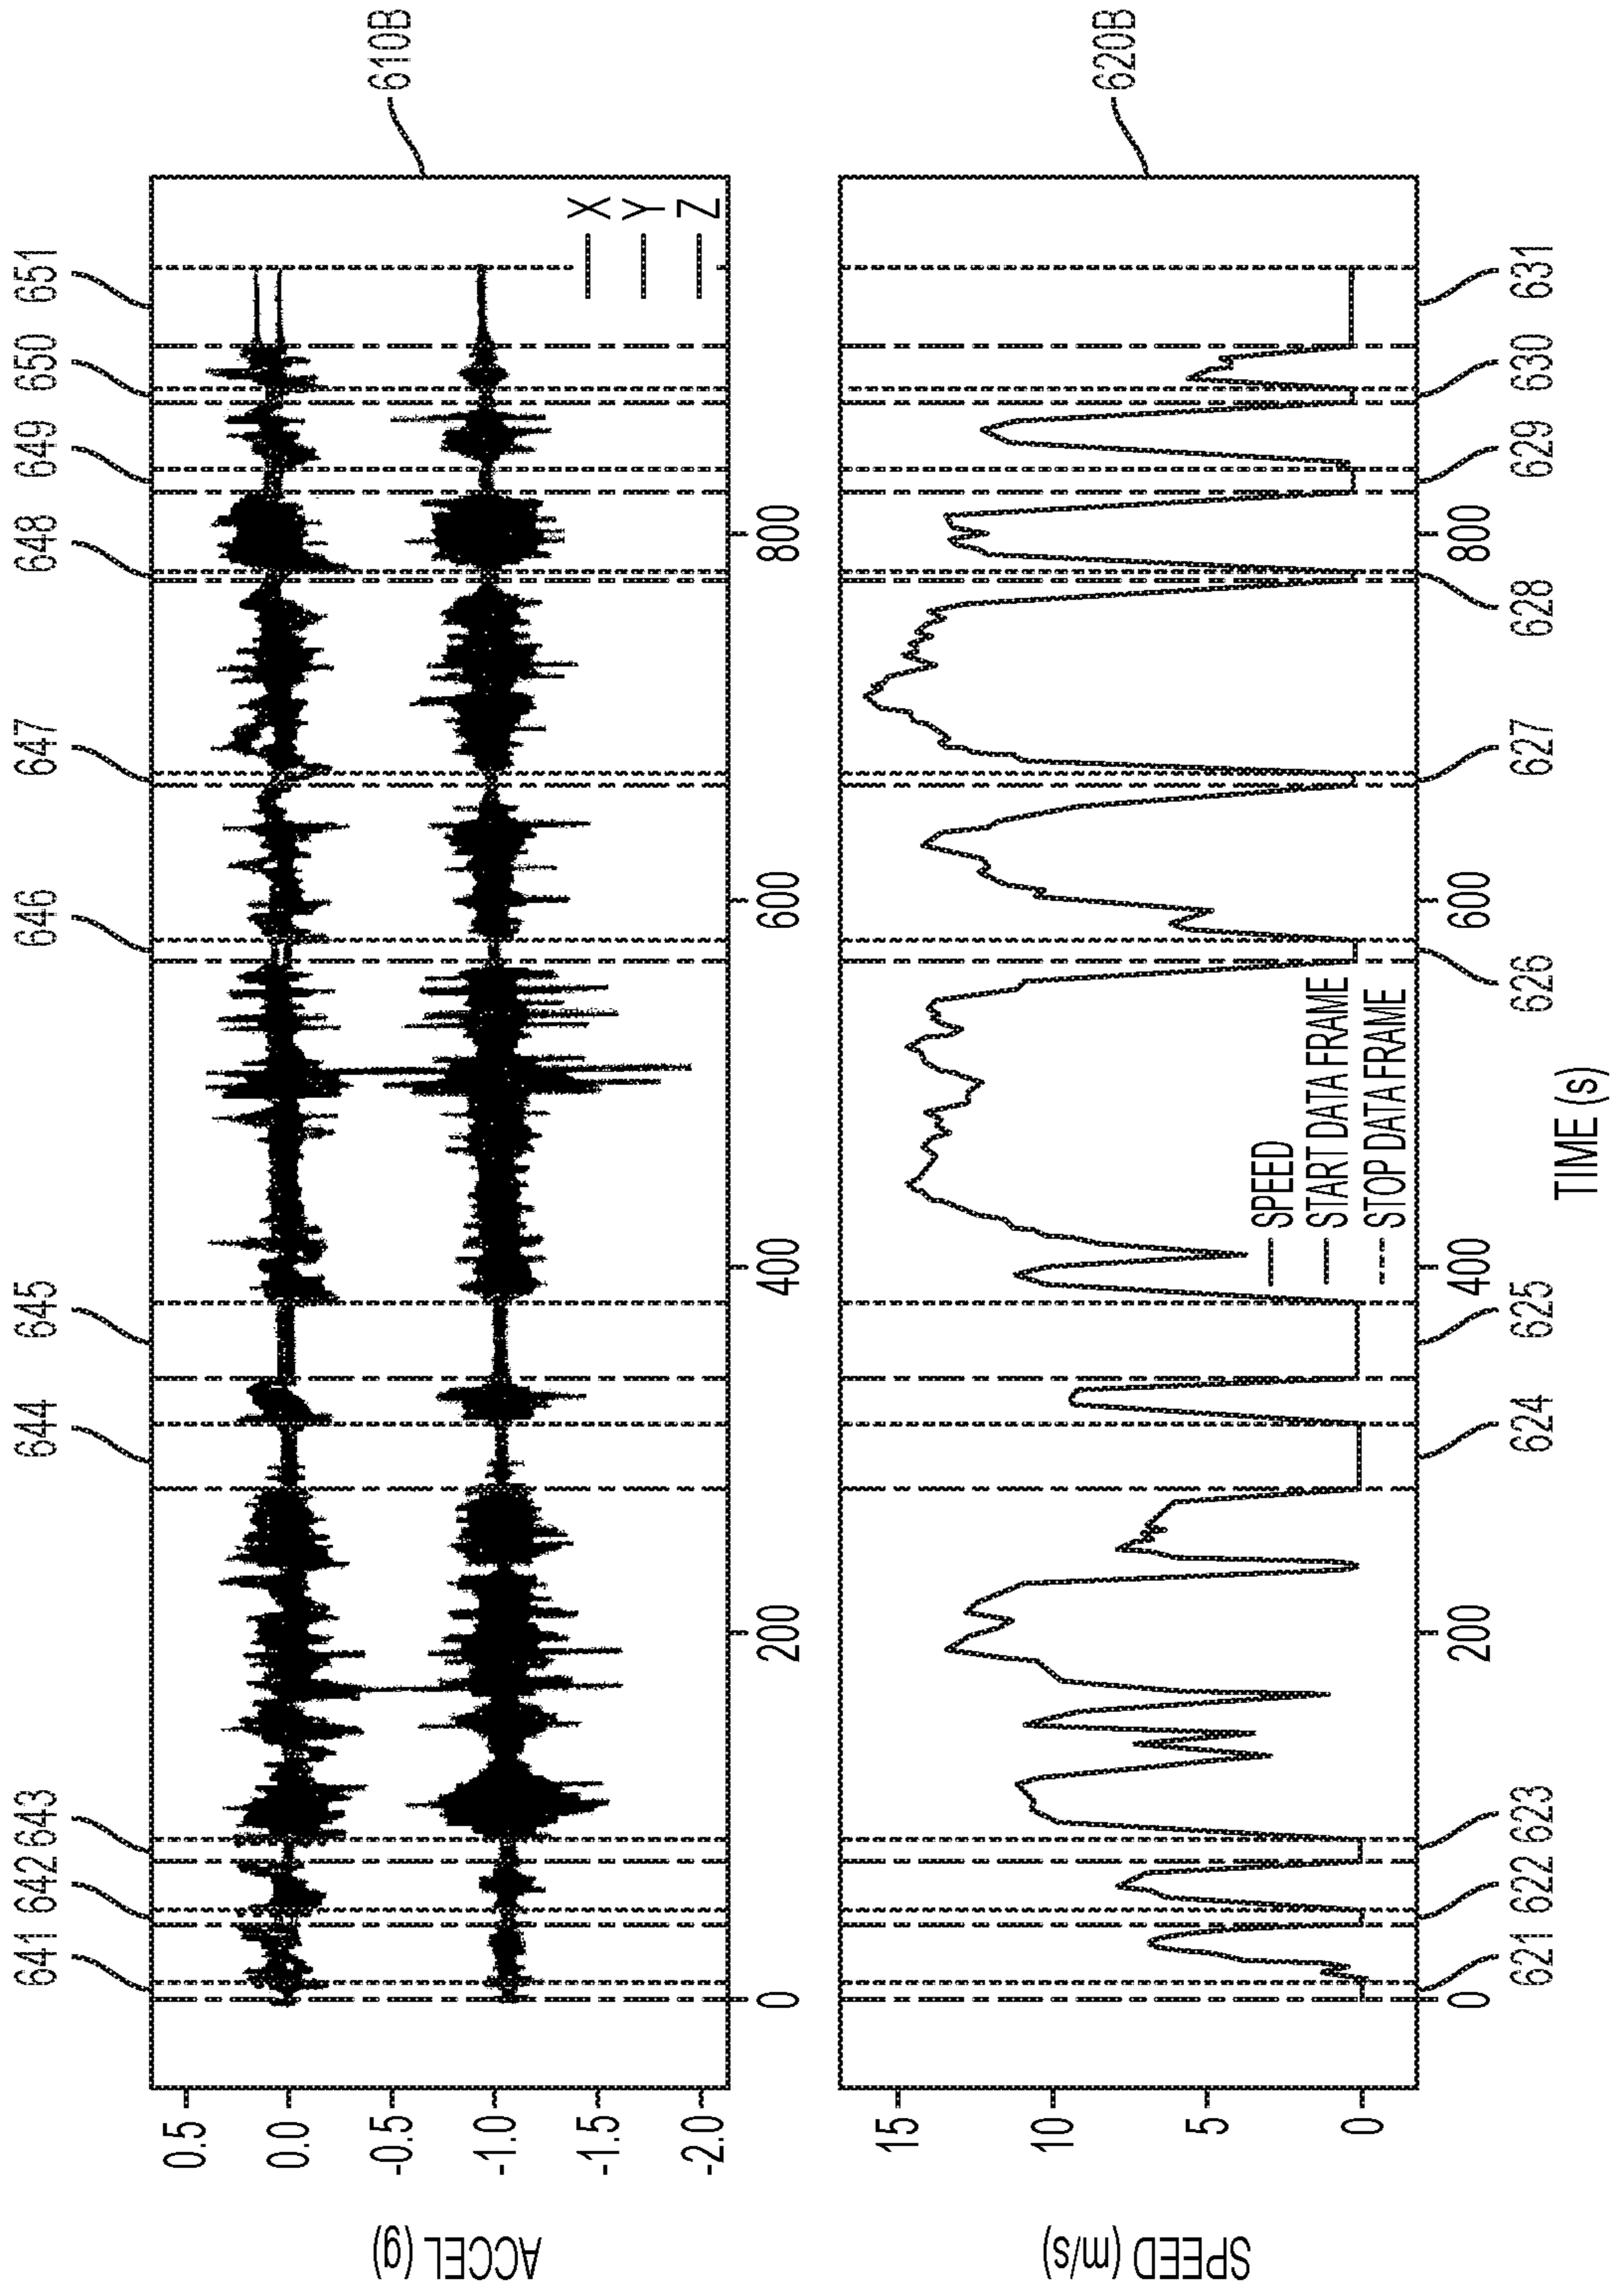 641 642 643 644 645 646 647 648 649 650 651
610B
0.5
0.0
-0.5
-1.0
-1.5
-2.0
ACCEL (g)
X
Y
Z
0 200 400 600 800
620B
15
10
5
0
SPEED (m/s)
SPEED
START DATA FRAME
STOP DATA FRAME
0 200 400 600 800
621 622 623 624 625 626 627 628 629 630 631
TIME (s)